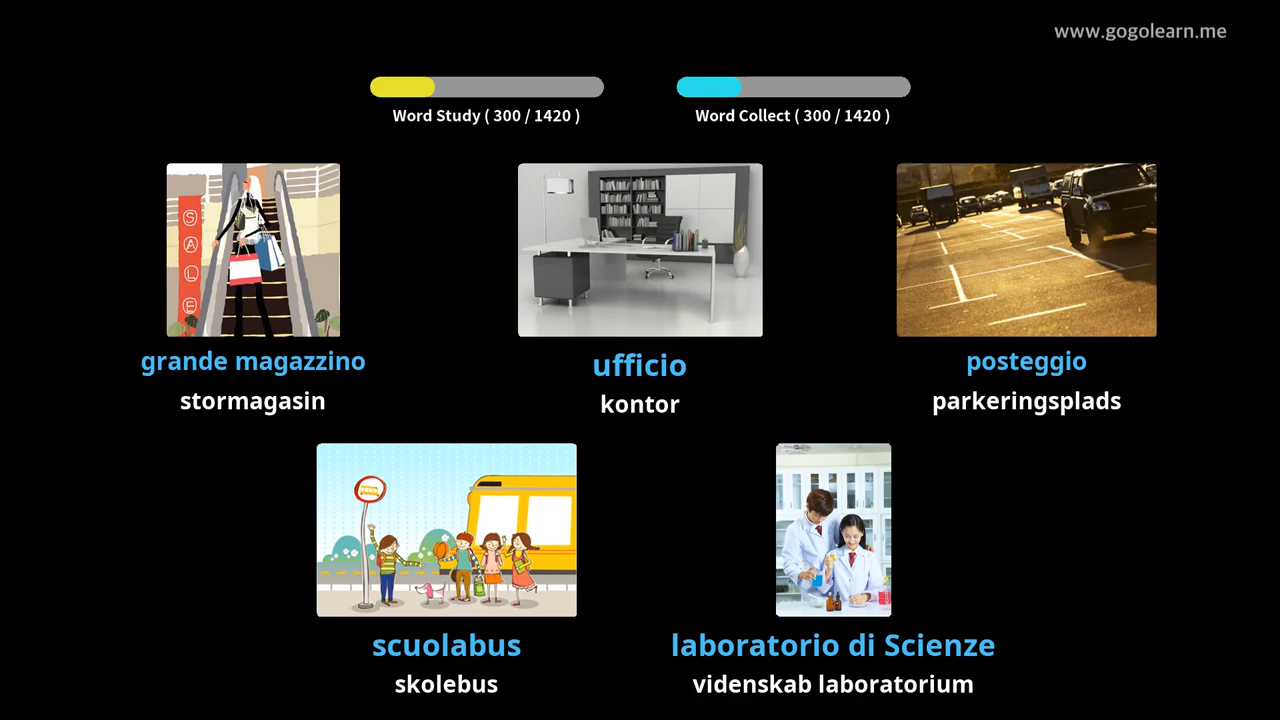 www.gogolearn.me
Word Study ( 300 / 1420 )
Word Collect ( 300 / 1420 )
S
A
L
E
grande magazzino
stormagasin
ufficio
kontor
posteggio
parkeringsplads
scuolabus
skolebus
laboratorio di Scienze
videnskab laboratorium